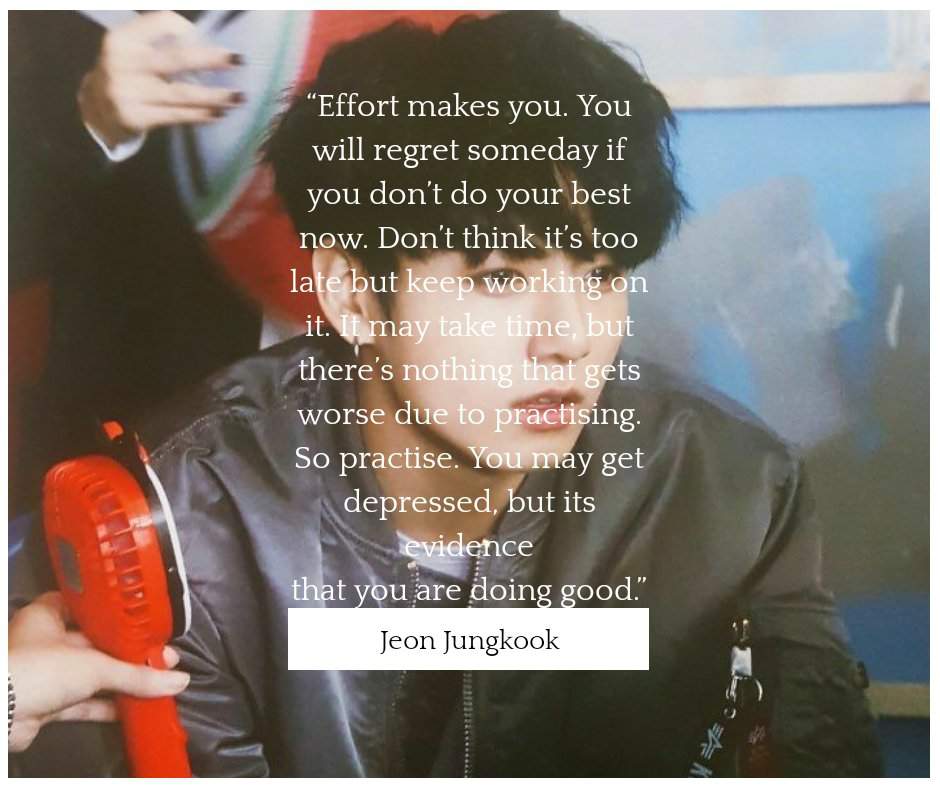 “Effort makes you. You
will regret someday if
you don’t do your best
now. Don’t think it’s too
late but keep working on
it. It may take time, but
there’s nothing that gets
worse due to practising.
So practise. You may get
depressed, but its
evidence
that you are doing good.”
Jeon Jungkook